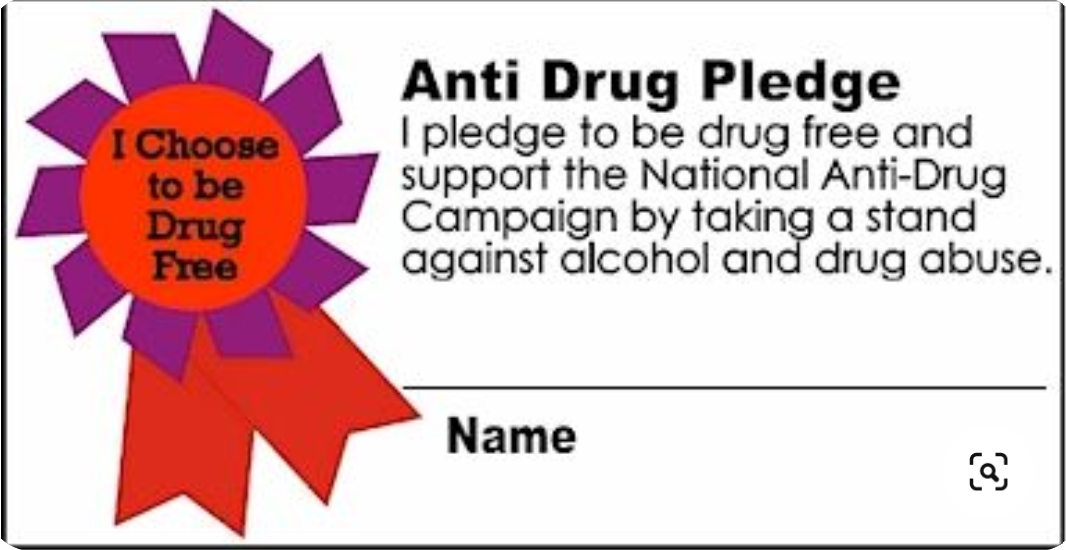 I Choose
to be
Drug
Free
Anti Drug Pledge
I pledge to be drug free and
support the National Anti-Drug
Campaign by taking a stand
against alcohol and drug abuse.
Name